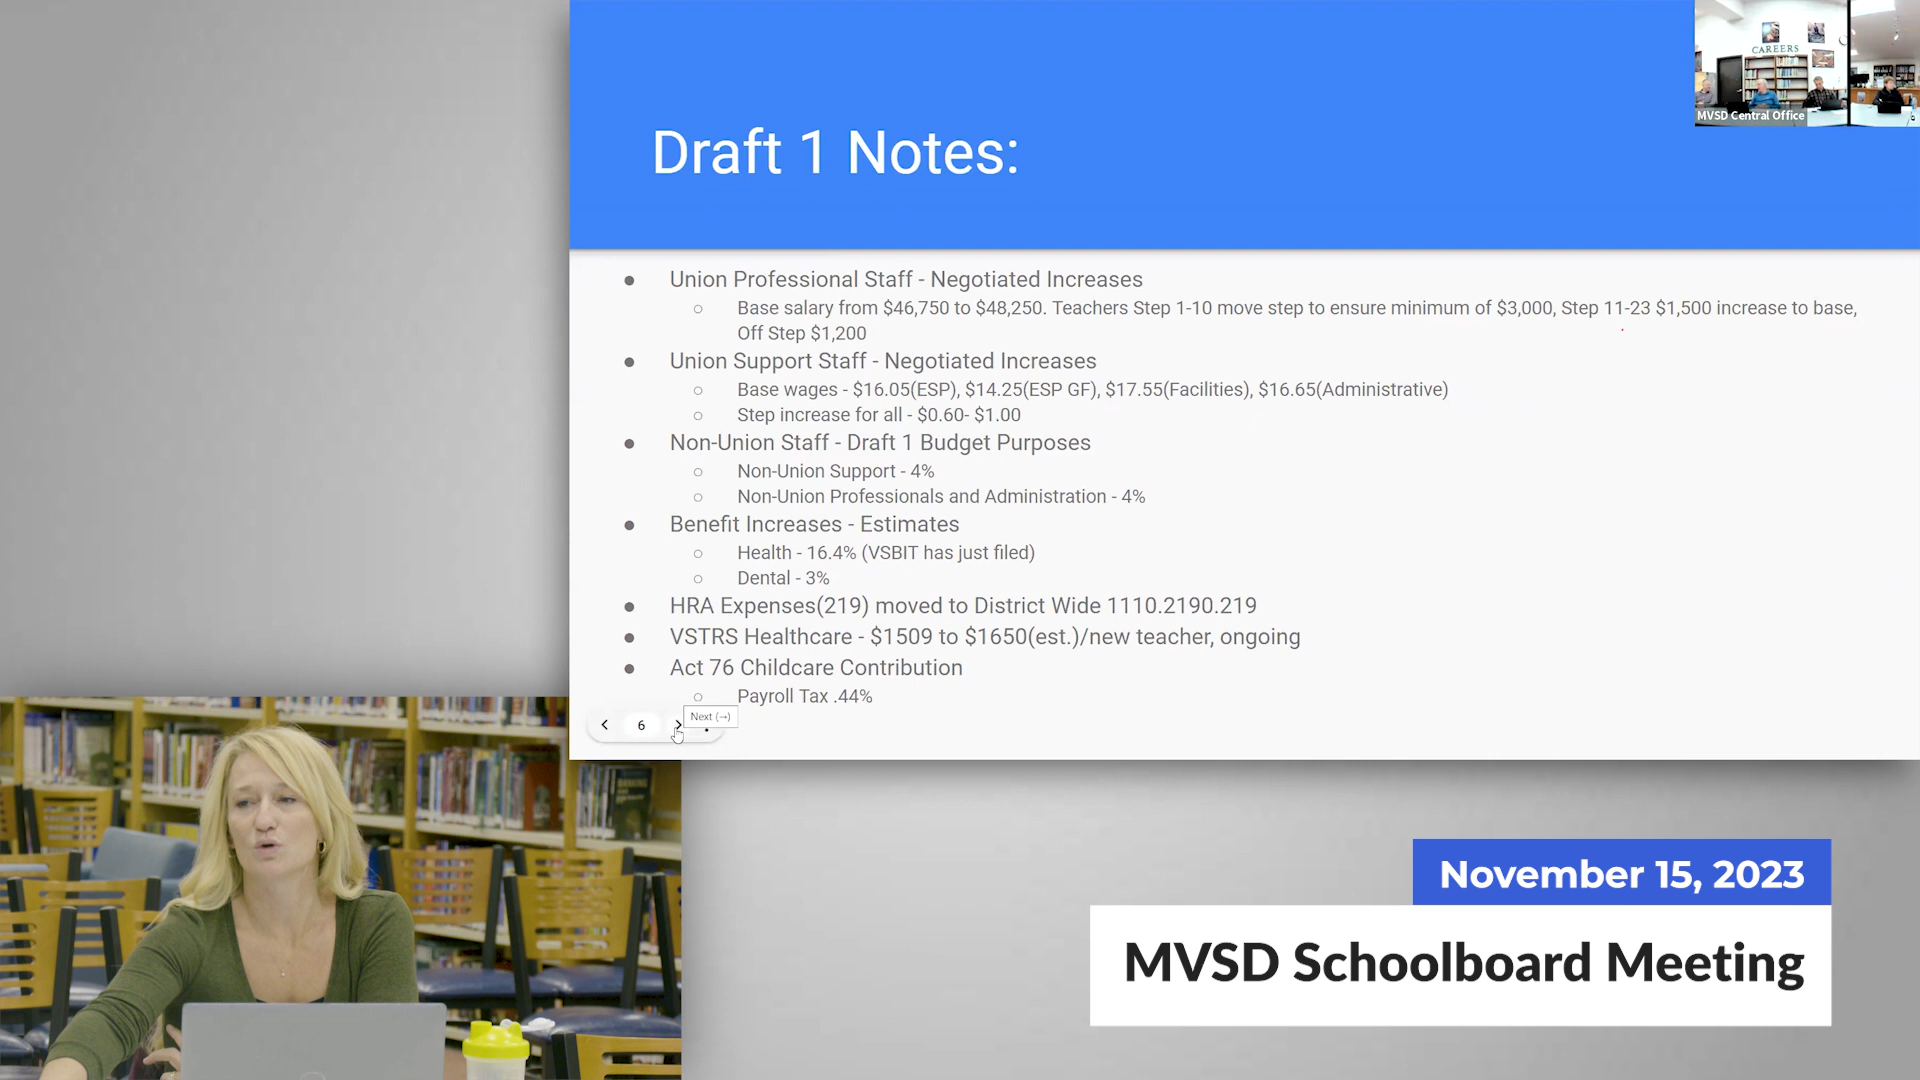 CAREERS
MVSD Central Office
Draft 1 Notes:
Union Professional Staff - Negotiated Increases
Base salary from $46,750 to $48,250. Teachers Step 1-10 move step to ensure minimum of $3,000, Step 11-23 $1,500 increase to base,
Off Step $1,200
Union Support Staff - Negotiated Increases
Base wages - $16.05(ESP), $14.25(ESP GF), $17.55(Facilities), $16.65(Administrative)
Step increase for all - $0.60- $1.00
Non-Union Staff - Draft 1 Budget Purposes
Non-Union Support - 4%
Non-Union Professionals and Administration - 4%
Benefit Increases - Estimates
Health - 16.4% (VSBIT has just filed)
Dental - 3%
HRA Expenses(219) moved to District Wide 1110.2190.219
VSTRS Healthcare - $1509 to $1650(est.)/new teacher, ongoing
Act 76 Childcare Contribution
Payroll Tax .44%
Next (→)
6
November 15, 2023
MVSD Schoolboard Meeting